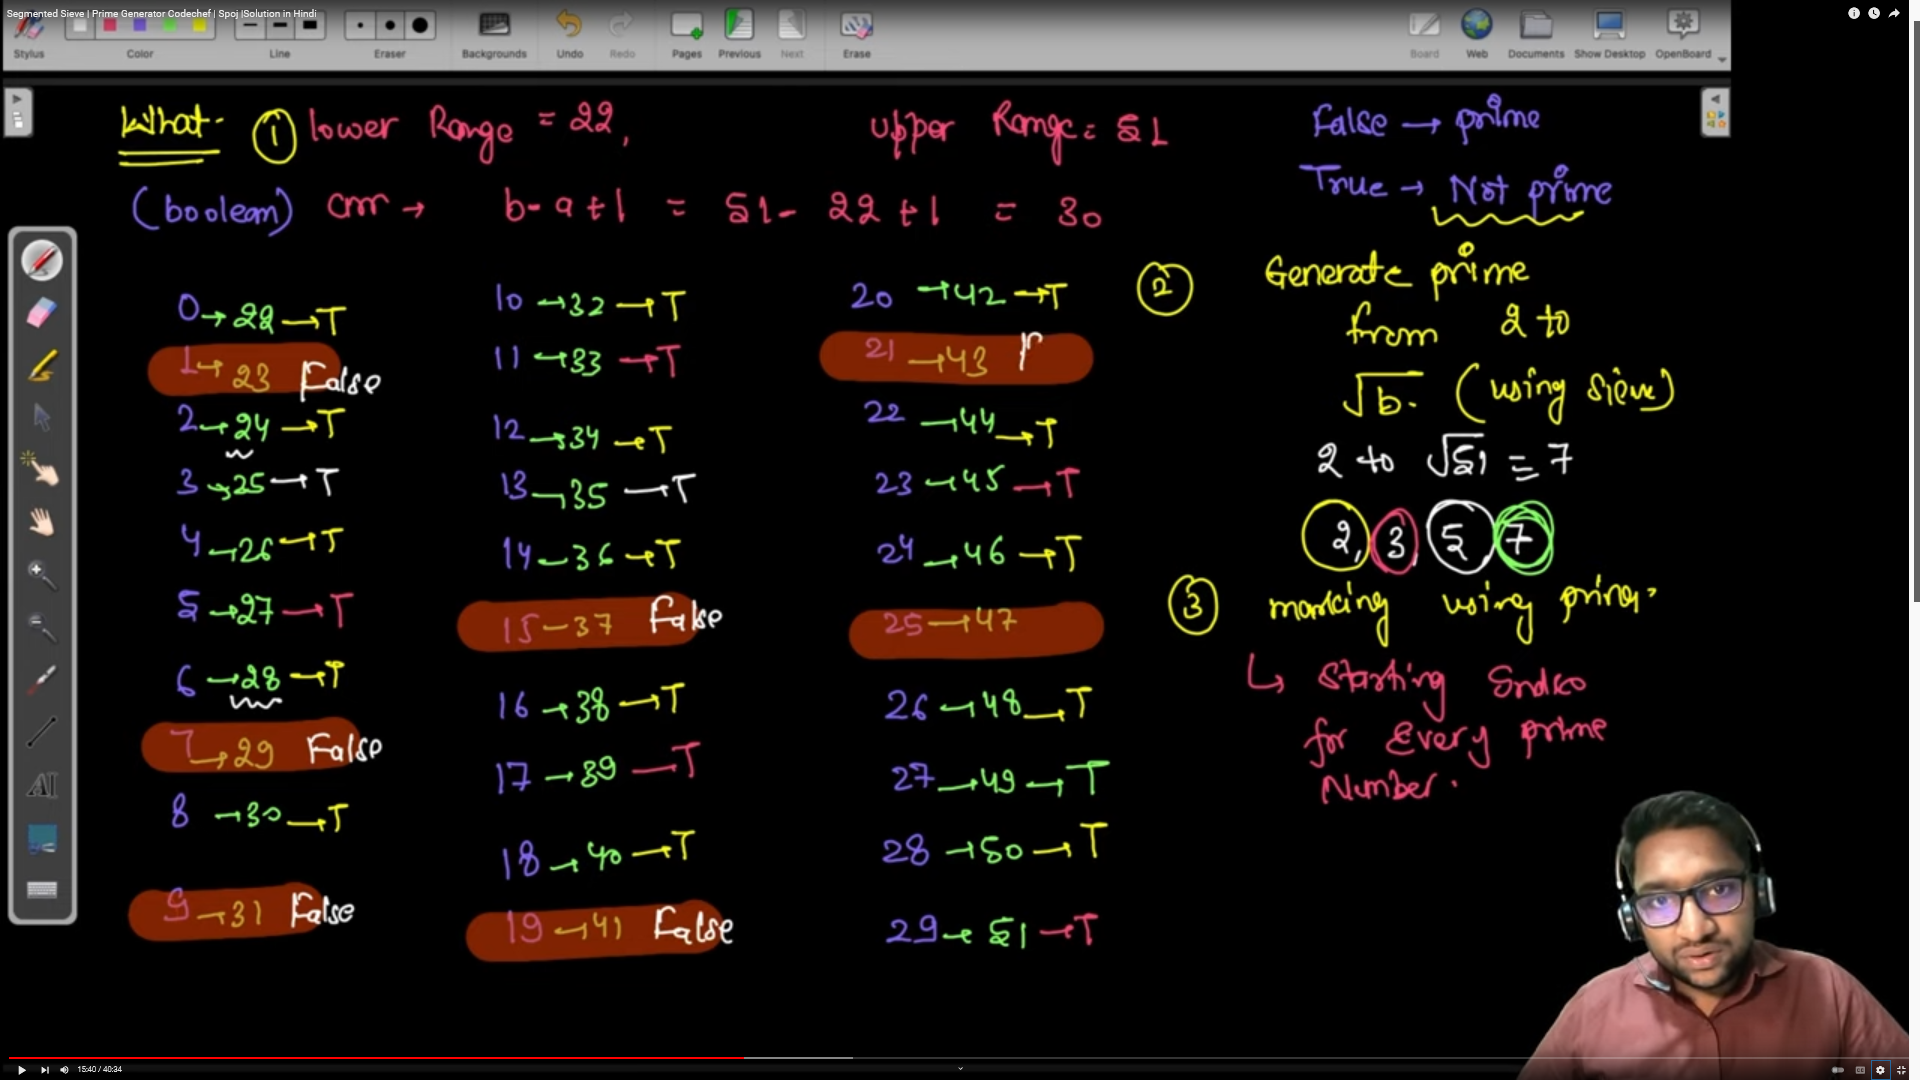 Segmented Sieve | Prime Generator Codechef | Spoj |Solution in Hindi
Stylus Color Line Eraser Backgrounds Undo Redo Pages Previous Next Erase Board Web Documents Show Desktop OpenBoard
What- 1 lower Range = 22, upper Range = 51
(boolean) arr → b-a+1 = 51-22+1 = 30
0→22→T
1→23 False
2→24→T
3→25→T
4→26→T
5→27→T
6→28→T
7→29 False
8→30→T
9→31 False
10→32→T
11→33→T
12→34→T
13→35→T
14-36→T
15-37 False
16→38→T
17→39→T
18→40→T
19→41 False
20→42→T
21→43
22→44→T
23→45→T
24→46→T
25→47
26→48→T
27→49→T
28→50→T
29→51→T
False → prime
True → Not prime
2 Generate prime
from 2 to
√b. (using sieve)
2 to √51 = 7
2, 3, 5, 7
3 marking using prime.
↳ Starting Index
for Every prime
Number.
AI
15:40 / 40:34